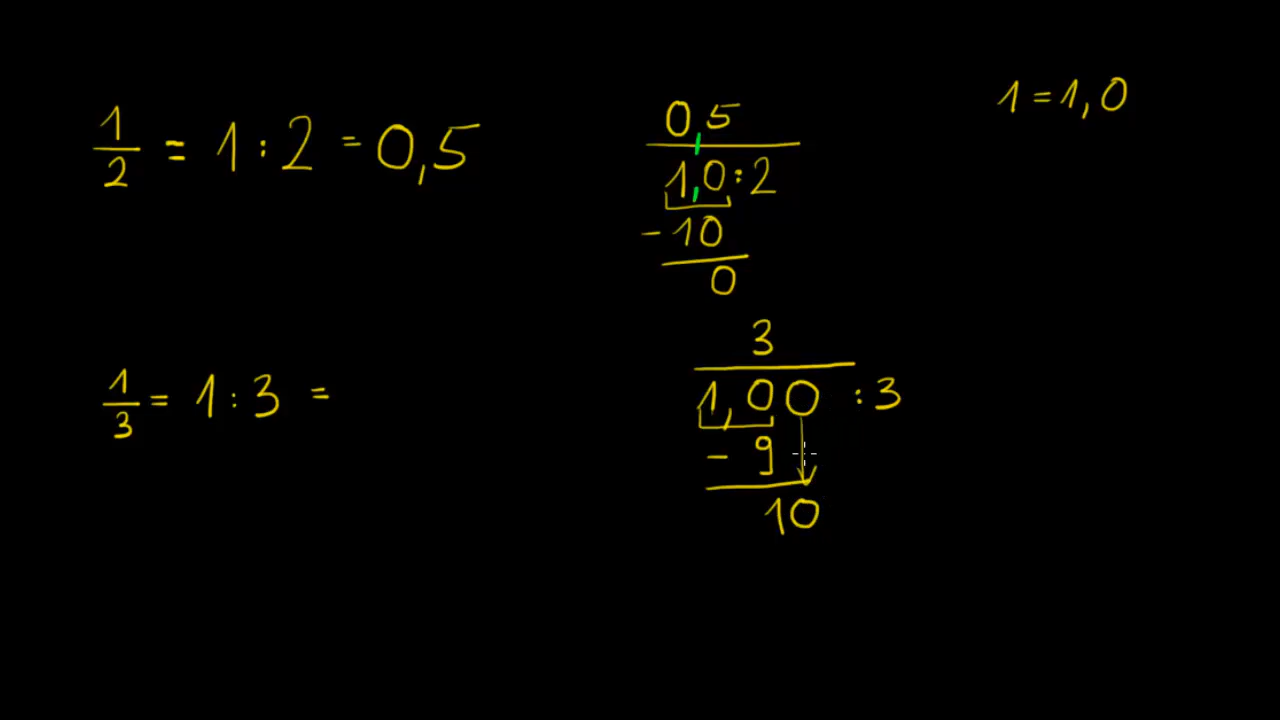 1/2 = 1 : 2 = 0,5
0,5
1,0 : 2
- 10
0
1 = 1,0
1/3 = 1 : 3 =
3
1,00 : 3
- 9
10